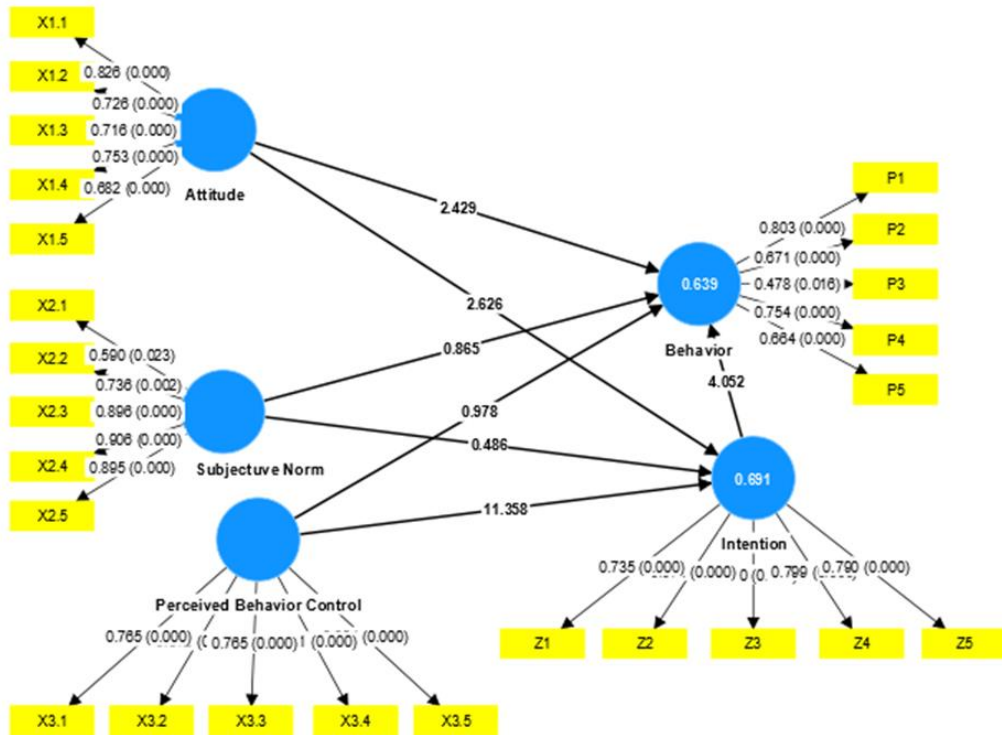 X1.1
X1.2
X1.3
X1.4
X1.5
0.826 (0.000)
0.726 (0.000)
0.716 (0.000)
0.753 (0.000)
0.682 (0.000)
Attitude
X2.1
X2.2
X2.3
X2.4
X2.5
0.590 (0.023)
0.736 (0.002)
0.896 (0.000)
0.906 (0.000)
0.895 (0.000)
Subjectuve Norm
Perceived Behavior Control
0.765 (0.000)
0.765 (0.000)
(0.000)
(0.000)
X3.1
X3.2
X3.3
X3.4
X3.5
2.429
2.626
0.865
0.978
0.486
11.358
4.052
0.639
Behavior
P1
P2
P3
P4
P5
0.803 (0.000)
0.671 (0.000)
0.478 (0.016)
0.754 (0.000)
0.664 (0.000)
0.691
Intention
0.735 (0.000)
(0.000)
0.799
0.790 (0.000)
Z1
Z2
Z3
Z4
Z5